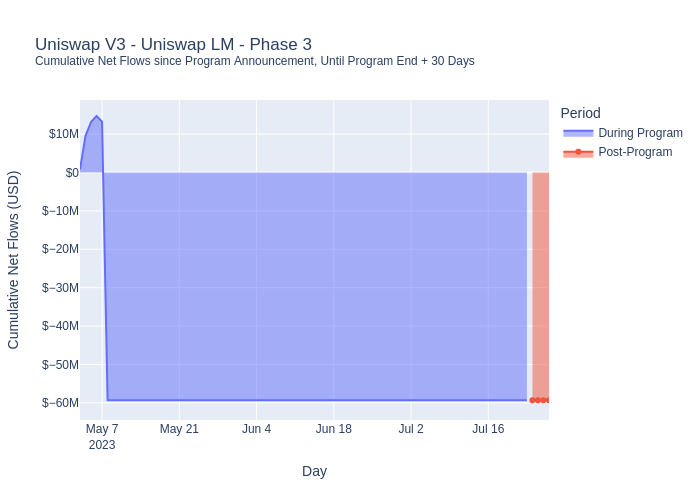 Uniswap V3 - Uniswap LM - Phase 3
Cumulative Net Flows since Program Announcement, Until Program End + 30 Days
Period
During Program
Post-Program
Cumulative Net Flows (USD)
$10M
$0
$−10M
$−20M
$−30M
$−40M
$−50M
$−60M
May 7
2023
May 21
Jun 4
Jun 18
Jul 2
Jul 16
Day